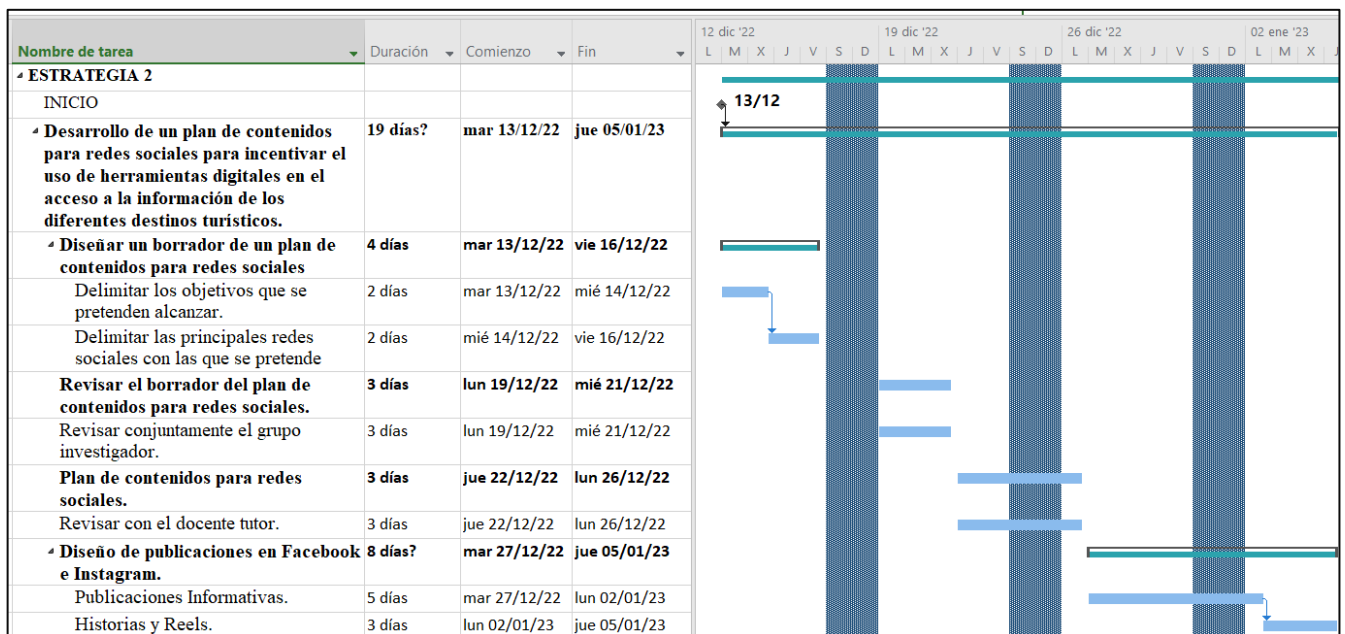 12 dic '22 19 dic '22 26 dic '22 02 ene '23
Nombre de tarea Duración Comienzo Fin L M X J V S D L M X J V S D L M X J V S D L M X J
ESTRATEGIA 2
INICIO 13/12
Desarrollo de un plan de contenidos 19 días? mar 13/12/22 jue 05/01/23
para redes sociales para incentivar el
uso de herramientas digitales en el
acceso a la información de los
diferentes destinos turísticos.
Diseñar un borrador de un plan de 4 días mar 13/12/22 vie 16/12/22
contenidos para redes sociales
Delimitar los objetivos que se 2 días mar 13/12/22 mié 14/12/22
pretenden alcanzar.
Delimitar las principales redes 2 días mié 14/12/22 vie 16/12/22
sociales con las que se pretende
Revisar el borrador del plan de 3 días lun 19/12/22 mié 21/12/22
contenidos para redes sociales.
Revisar conjuntamente el grupo 3 días lun 19/12/22 mié 21/12/22
investigador.
Plan de contenidos para redes 3 días jue 22/12/22 lun 26/12/22
sociales.
Revisar con el docente tutor. 3 días jue 22/12/22 lun 26/12/22
Diseño de publicaciones en Facebook 8 días? mar 27/12/22 jue 05/01/23
e Instagram.
Publicaciones Informativas. 5 días mar 27/12/22 lun 02/01/23
Historias y Reels. 3 días lun 02/01/23 jue 05/01/23